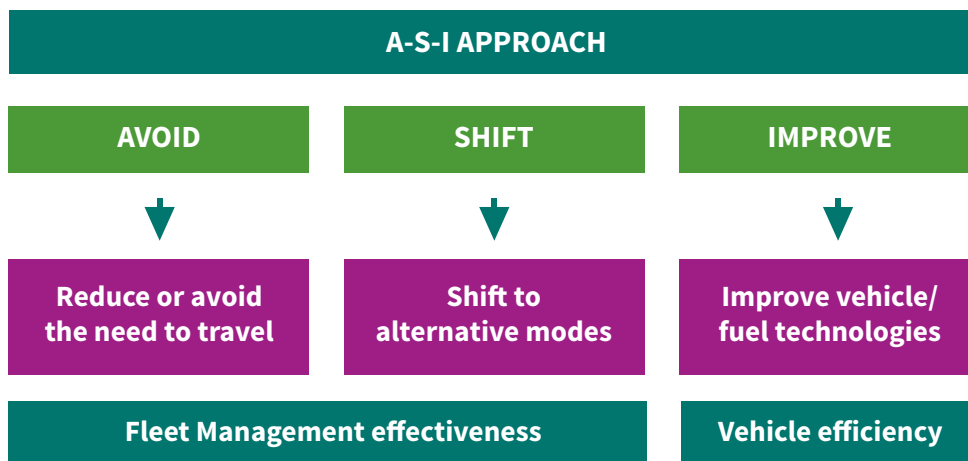 A-S-I APPROACH
AVOID
SHIFT
IMPROVE
Reduce or avoid
the need to travel
Shift to
alternative modes
Improve vehicle/
fuel technologies
Fleet Management effectiveness
Vehicle efficiency